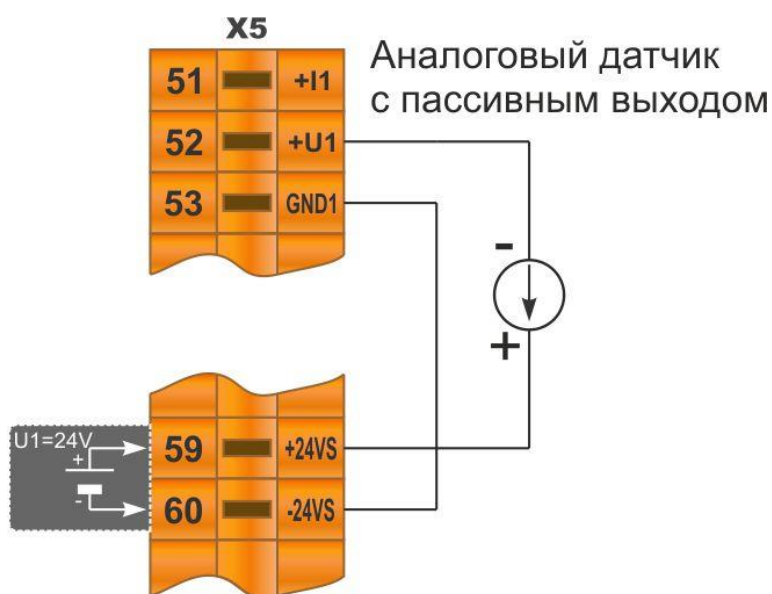 X5
Аналоговый датчик
с пассивным выходом
51 +I1
52 +U1
53 GND1
-
+
U1=24V
+
-
59 +24VS
60 -24VS